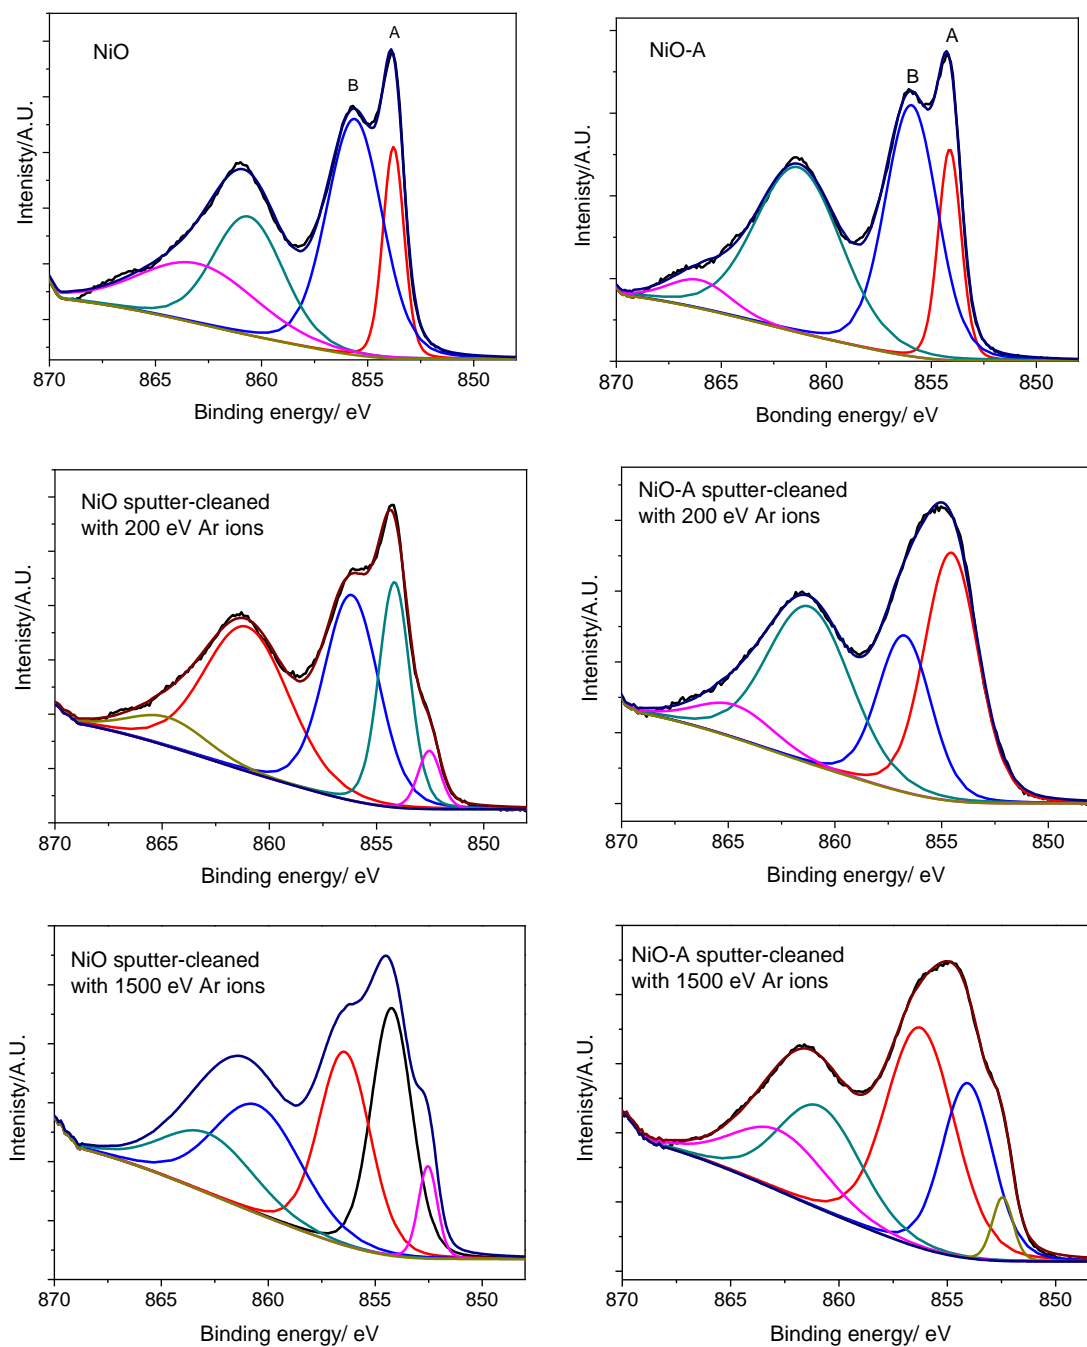 NiO
A
B
Intenisty/A.U.
870 865 860 855 850
Binding energy/ eV
NiO-A
A
B
Intenisty/A.U.
870 865 860 855 850
Bonding energy/ eV
NiO sputter-cleaned
with 200 eV Ar ions
Intenisty/A.U.
870 865 860 855 850
Binding energy/ eV
NiO-A sputter-cleaned
with 200 eV Ar ions
Intenisty/A.U.
870 865 860 855 850
Binding energy/ eV
NiO sputter-cleaned
with 1500 eV Ar ions
Intenisty/A.U.
870 865 860 855 850
Binding energy/ eV
NiO-A sputter-cleaned
with 1500 eV Ar ions
Intenisty/A.U.
870 865 860 855 850
Binding energy/ eV